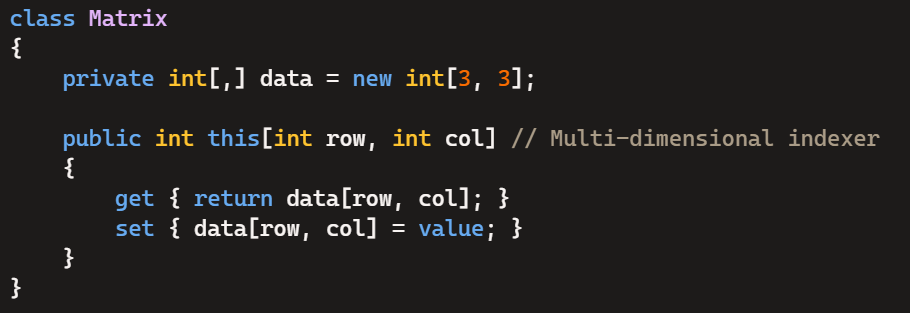 class Matrix
{
    private int[,] data = new int[3, 3];

    public int this[int row, int col] // Multi-dimensional indexer
    {
        get { return data[row, col]; }
        set { data[row, col] = value; }
    }
}